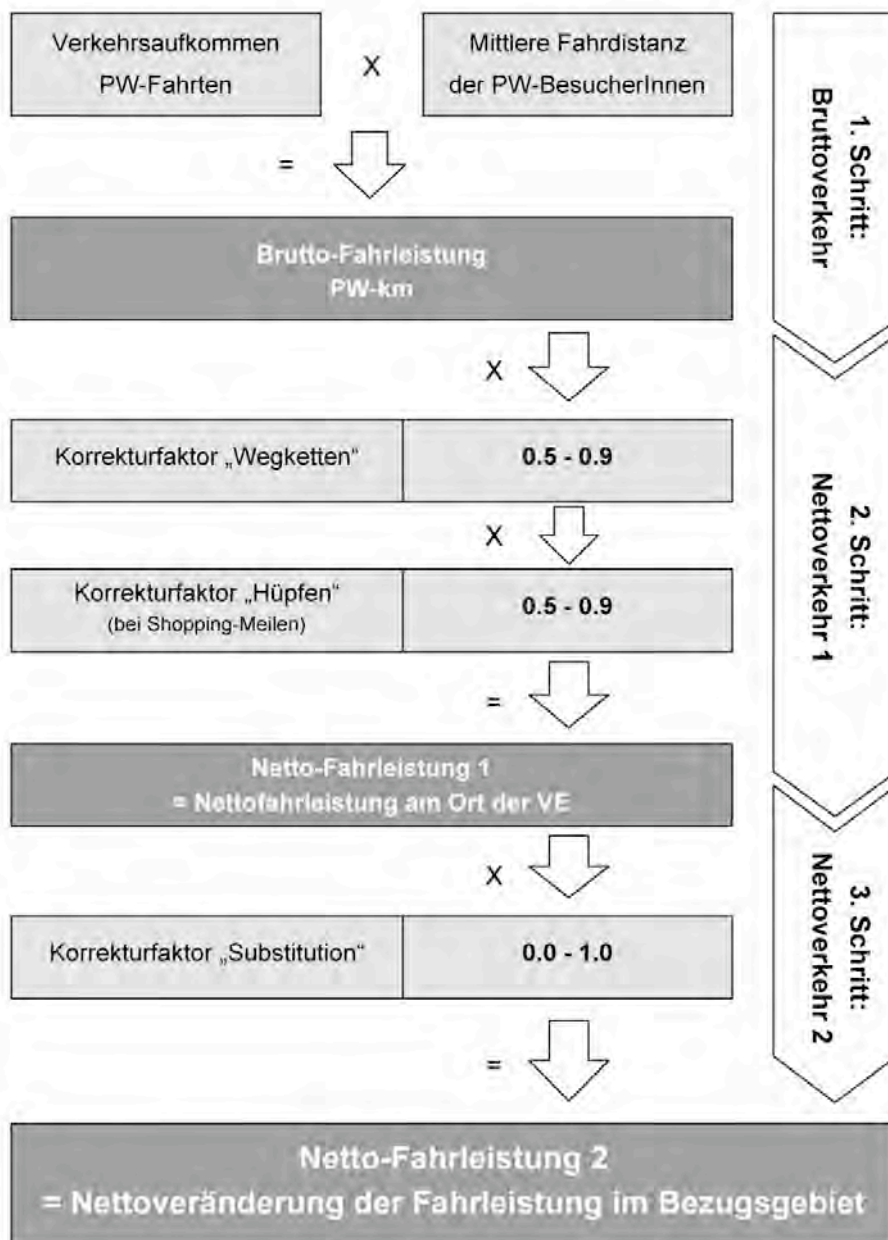 Verkehrsaufkommen
PW-Fahrten
X
Mittlere Fahrdistanz
der PW-BesucherInnen
1. Schritt:
Bruttoverkehr
=
Brutto-Fahrleistung
PW-km
X
Korrekturfaktor „Wegketten“
0.5 - 0.9
2. Schritt:
Nettoverkehr 1
X
Korrekturfaktor „Hüpfen“
(bei Shopping-Meilen)
0.5 - 0.9
=
Netto-Fahrleistung 1
= Nettofahrleistung am Ort der VE
X
3. Schritt:
Nettoverkehr 2
Korrekturfaktor „Substitution“
0.0 - 1.0
=
Netto-Fahrleistung 2
= Nettoveränderung der Fahrleistung im Bezugsgebiet